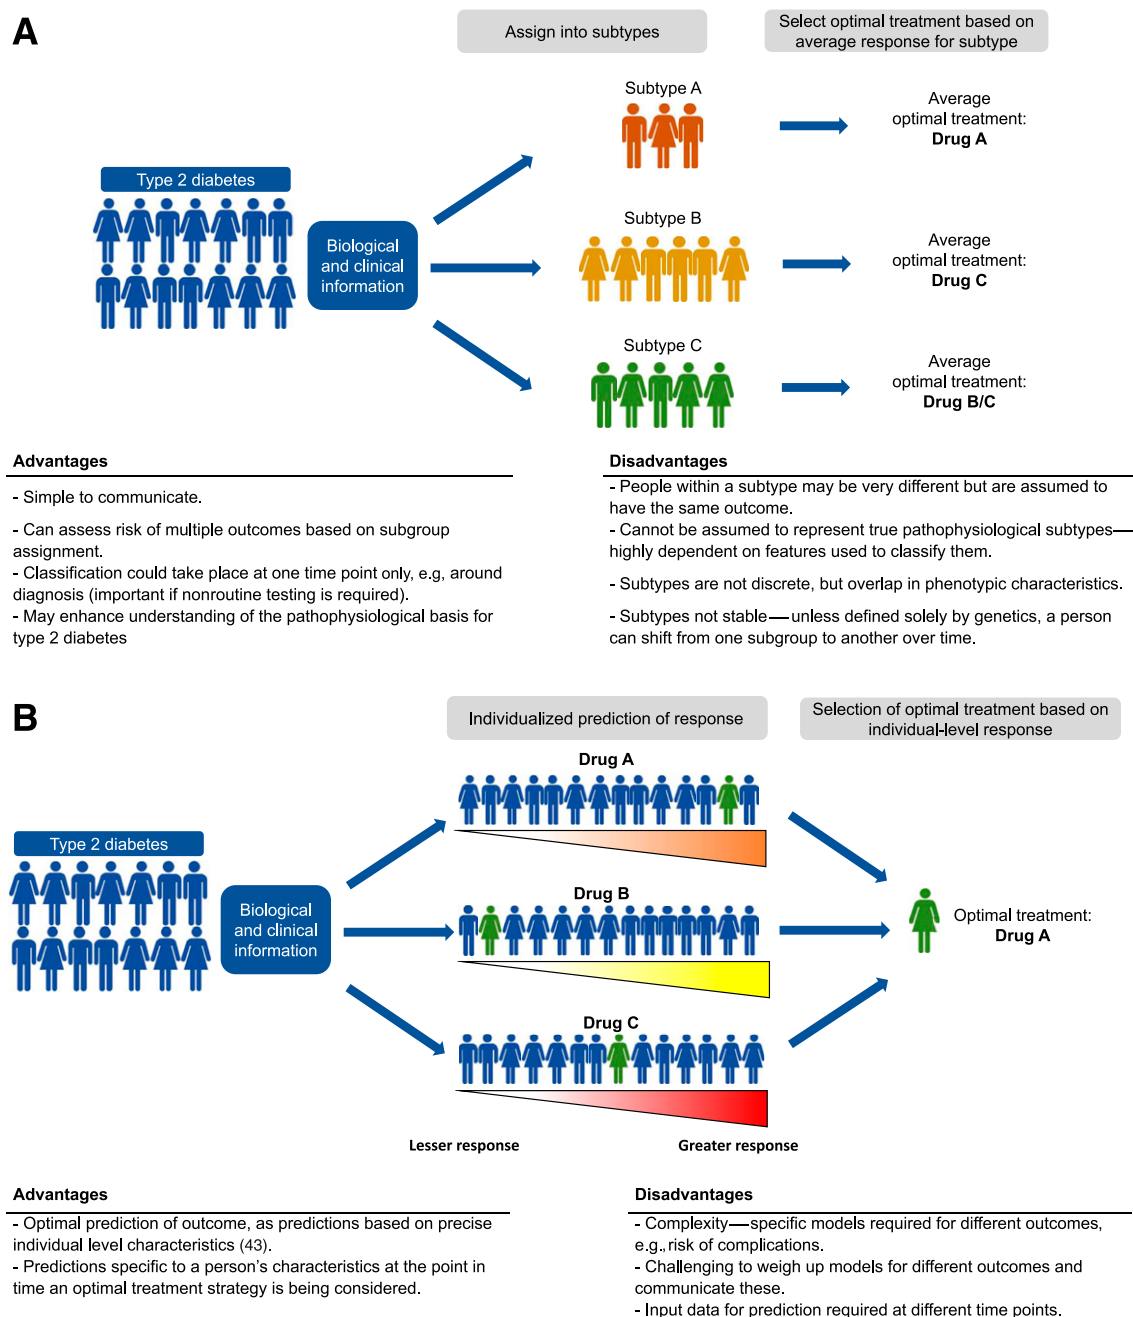 A
Assign into subtypes
Select optimal treatment based on
average response for subtype
Subtype A
Average
optimal treatment:
Drug A
Type 2 diabetes
Biological
and clinical
information
Subtype B
Average
optimal treatment:
Drug C
Subtype C
Average
optimal treatment:
Drug B/C
Advantages
- Simple to communicate.
- Can assess risk of multiple outcomes based on subgroup
assignment.
- Classification could take place at one time point only, e.g, around
diagnosis (important if nonroutine testing is required).
- May enhance understanding of the pathophysiological basis for
type 2 diabetes
Disadvantages
- People within a subtype may be very different but are assumed to
have the same outcome.
- Cannot be assumed to represent true pathophysiological subtypes—
highly dependent on features used to classify them.
- Subtypes are not discrete, but overlap in phenotypic characteristics.
- Subtypes not stable—unless defined solely by genetics, a person
can shift from one subgroup to another over time.
B
Individualized prediction of response
Selection of optimal treatment based on
individual-level response
Drug A
Type 2 diabetes
Biological
and clinical
information
Drug B
Optimal treatment:
Drug A
Drug C
Lesser response
Greater response
Advantages
- Optimal prediction of outcome, as predictions based on precise
individual level characteristics (43).
- Predictions specific to a person's characteristics at the point in
time an optimal treatment strategy is being considered.
Disadvantages
- Complexity—specific models required for different outcomes,
e.g., risk of complications.
- Challenging to weigh up models for different outcomes and
communicate these.
- Input data for prediction required at different time points.